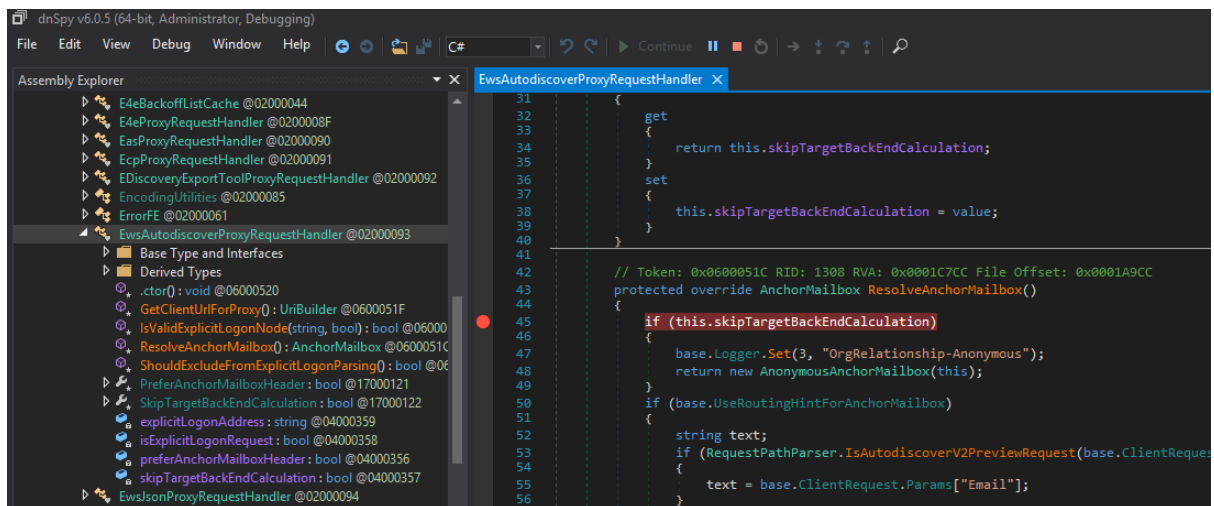 dnSpy v6.0.5 (64-bit, Administrator, Debugging)
File Edit View Debug Window Help C# Continue
Assembly Explorer
E4eBackoffListCache @02000044
E4eProxyRequestHandler @0200008F
EasProxyRequestHandler @02000090
EcpProxyRequestHandler @02000091
EDiscoveryExportToolProxyRequestHandler @02000092
EncodingUtilities @02000085
ErrorFE @02000061
EwsAutodiscoverProxyRequestHandler @02000093
Base Type and Interfaces
Derived Types
.ctor() : void @06000520
GetClientUrlForProxy() : UriBuilder @0600051F
IsValidExplicitLogonNode(string, bool) : bool @06000
ResolveAnchorMailbox() : AnchorMailbox @0600051C
ShouldExcludeFromExplicitLogonParsing() : bool @06
PreferAnchorMailboxHeader : bool @17000121
SkipTargetBackEndCalculation : bool @17000122
explicitLogonAddress : string @04000359
isExplicitLogonRequest : bool @04000358
preferAnchorMailboxHeader : bool @04000356
skipTargetBackEndCalculation : bool @04000357
EwsJsonProxyRequestHandler @02000094
EwsAutodiscoverProxyRequestHandler
31 {
32 get
33 {
34 return this.skipTargetBackEndCalculation;
35 }
36 set
37 {
38 this.skipTargetBackEndCalculation = value;
39 }
40 }
41
42 // Token: 0x0600051C RID: 1308 RVA: 0x0001C7CC File Offset: 0x0001A9CC
43 protected override AnchorMailbox ResolveAnchorMailbox()
44 {
45 if (this.skipTargetBackEndCalculation)
46 {
47 base.Logger.Set(3, "OrgRelationship-Anonymous");
48 return new AnonymousAnchorMailbox(this);
49 }
50 if (base.UseRoutingHintForAnchorMailbox)
51 {
52 string text;
53 if (RequestPathParser.IsAutodiscoverV2PreviewRequest(base.ClientReques
54 {
55 text = base.ClientRequest.Params["Email"];
56 }